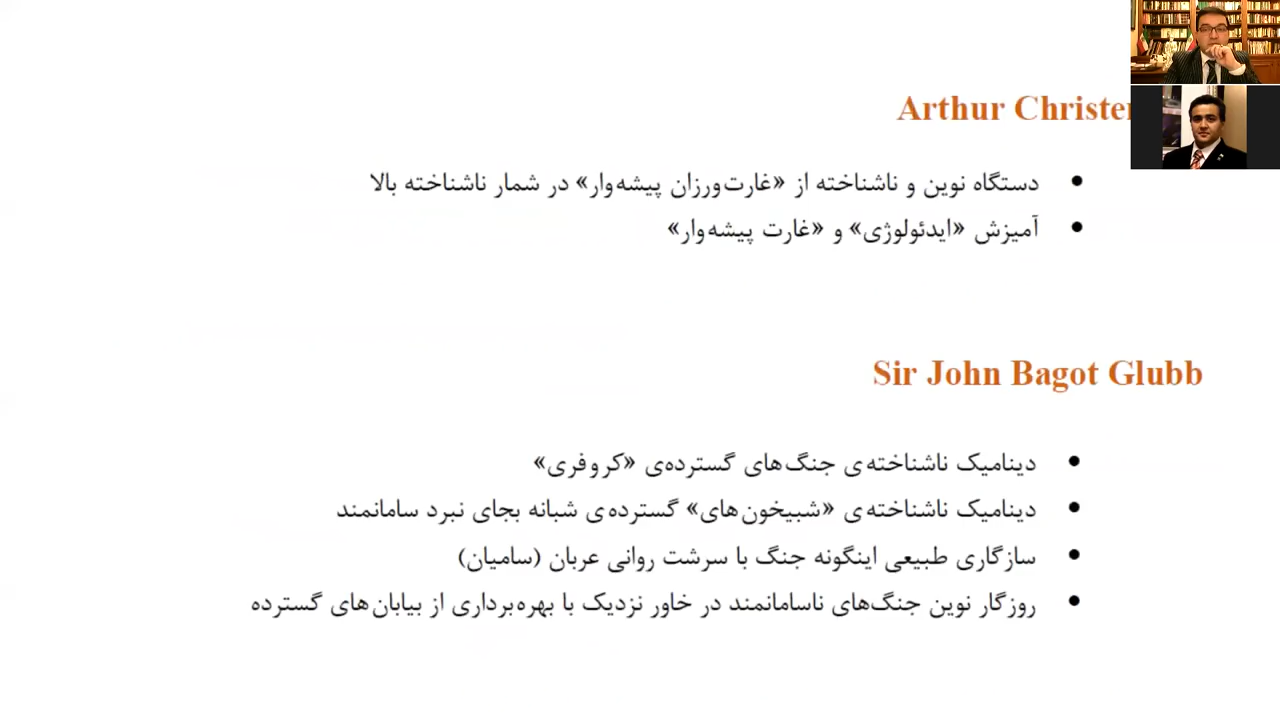 Arthur
• دستگاه نوین و ناشناخته از «غارت‌ورزان پیشه‌وار» در شمار ناشناخته بالا
• آمیزش «ایدئولوژی» و «غارت پیشه‌وار»
Sir John Bagot Glubb
• دینامیک ناشناخته‌ی جنگ‌های گسترده‌ی «کروفری»
• دینامیک ناشناخته‌ی «شبیخون‌های» گسترده‌ی شبانه بجای نبرد سامانمند
• سازگاری طبیعی اینگونه جنگ با سرشت روانی عربان (سامیان)
• روزگار نوین جنگ‌های ناسامانمند در خاور نزدیک با بهره‌برداری از بیابان‌های گسترده